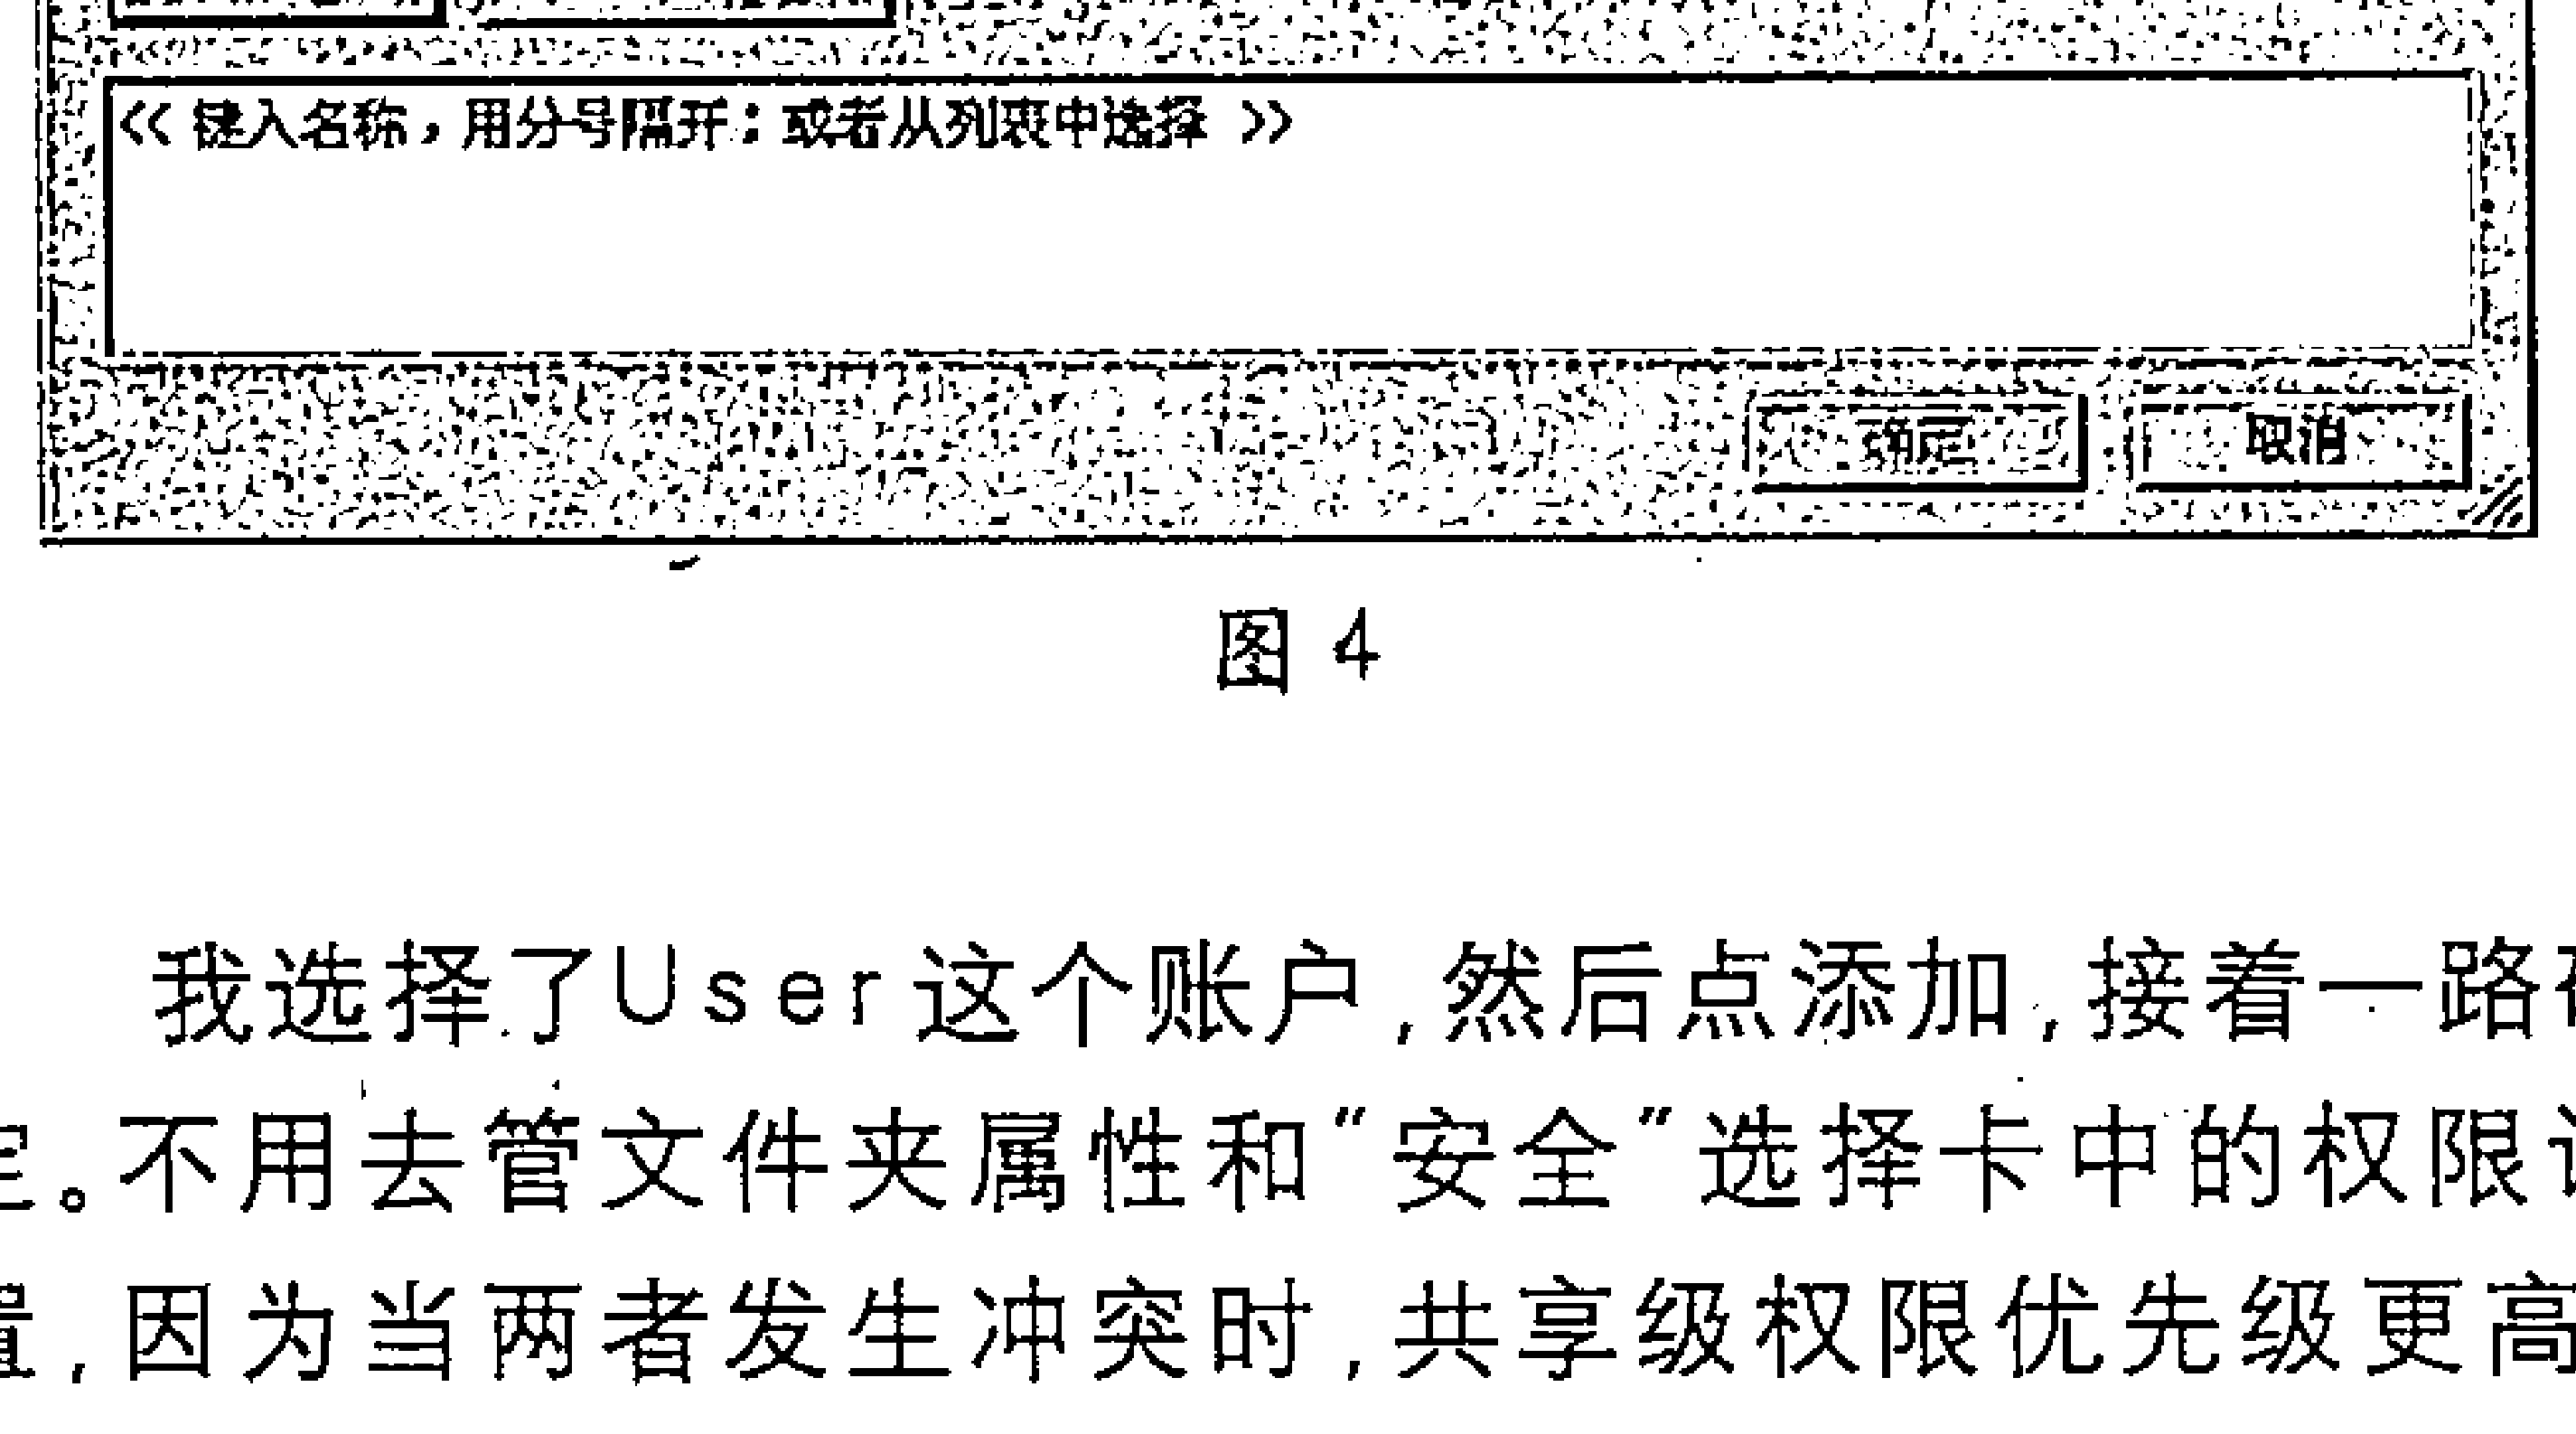 << 键入名称，用分号隔开：或者从列表中选择 >>
确定 取消
图 4
我选择了User这个账户,然后点添加,接着一路
。不用去管文件夹属性和“安全”选择卡中的权限
,因为当两者发生冲突时,共享级权限优先级更高